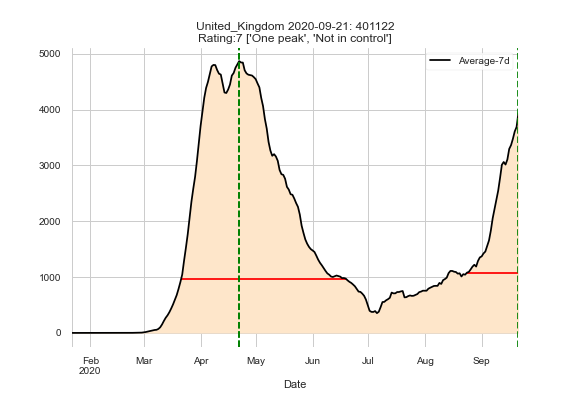 United_Kingdom 2020-09-21: 401122
Rating:7 ['One peak', 'Not in control']
Average-7d
5000
4000
3000
2000
1000
0
Feb
2020
Mar
Apr
May
Jun
Jul
Aug
Sep
Date